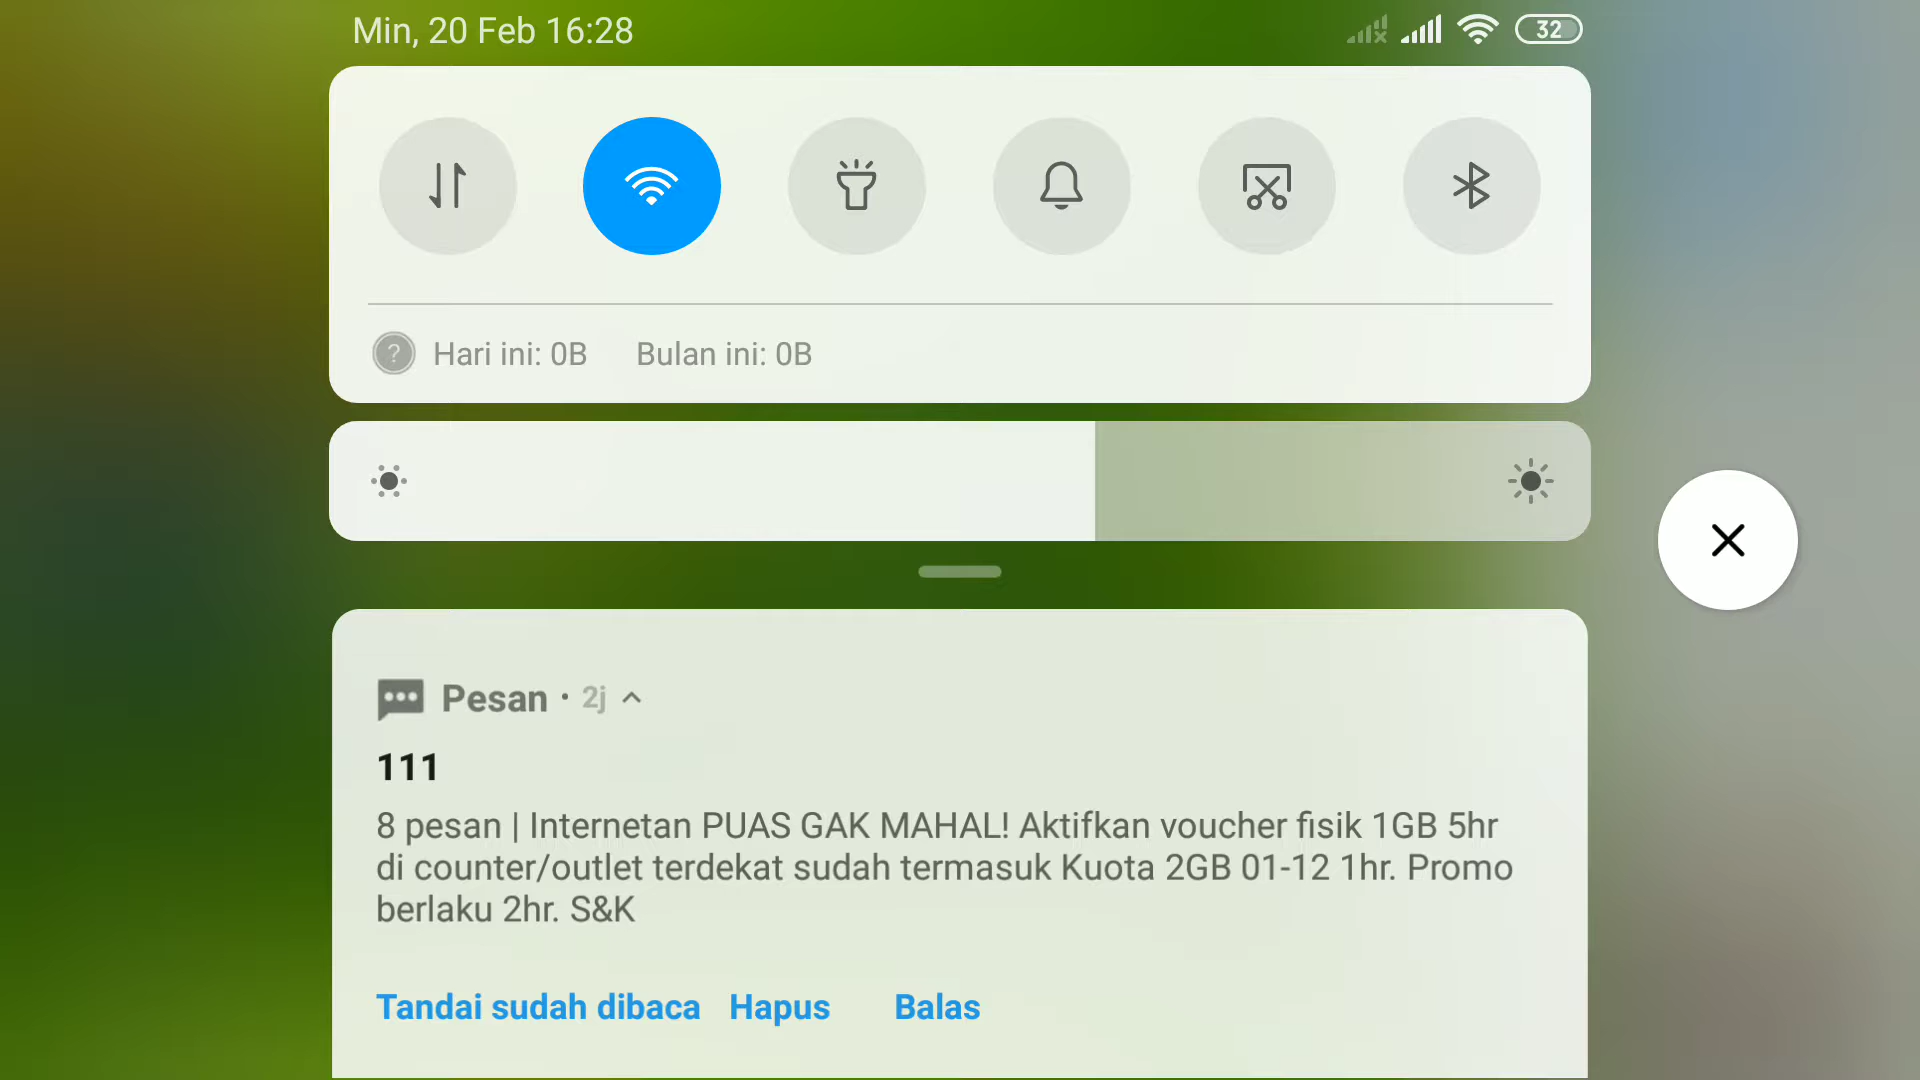 Min, 20 Feb 16:28
32
Hari ini: 0B Bulan ini: 0B
Pesan · 2j
111
8 pesan | Internetan PUAS GAK MAHAL! Aktifkan voucher fisik 1GB 5hr
di counter/outlet terdekat sudah termasuk Kuota 2GB 01-12 1hr. Promo
berlaku 2hr. S&K
Tandai sudah dibaca Hapus Balas